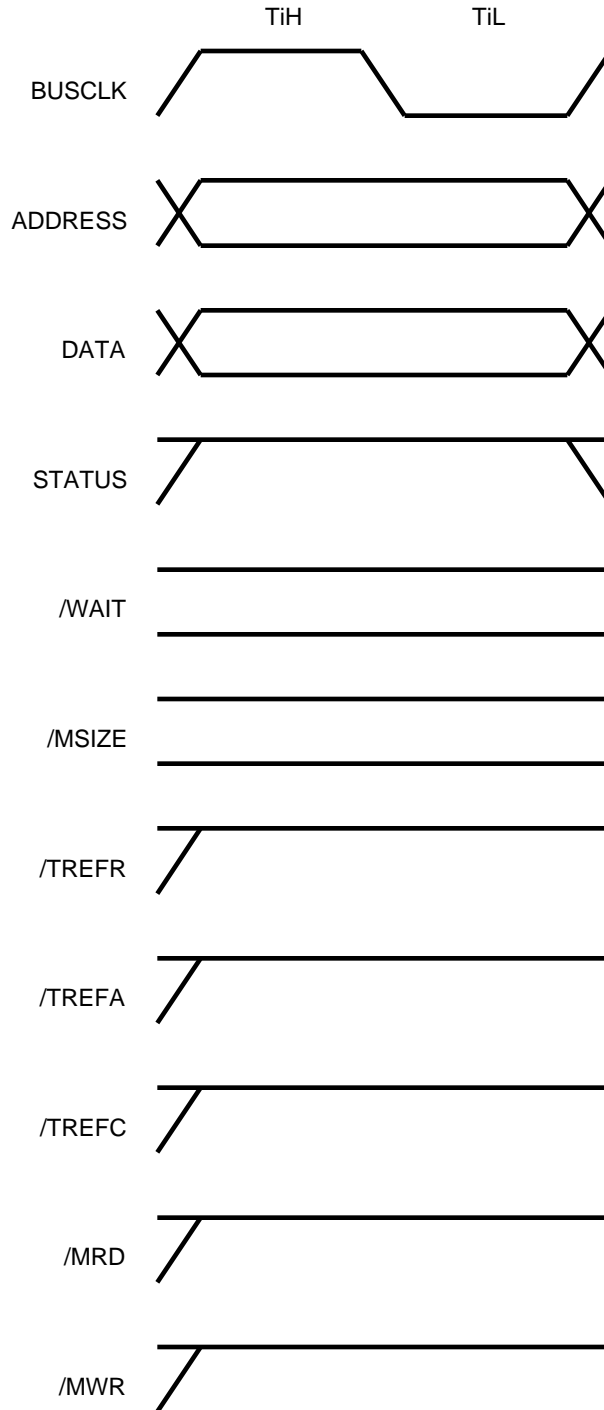 TiH TiL
BUSCLK
ADDRESS
DATA
STATUS
/WAIT
/MSIZE
/TREFR
/TREFA
/TREFC
/MRD
/MWR